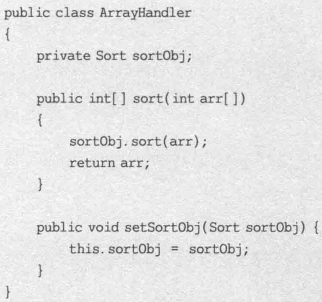 public class ArrayHandler
{
    private Sort sortObj;

    public int[] sort(int arr[])
    {
        sortObj.sort(arr);
        return arr;
    }

    public void setSortObj(Sort sortObj) {
        this.sortObj = sortObj;
    }
}